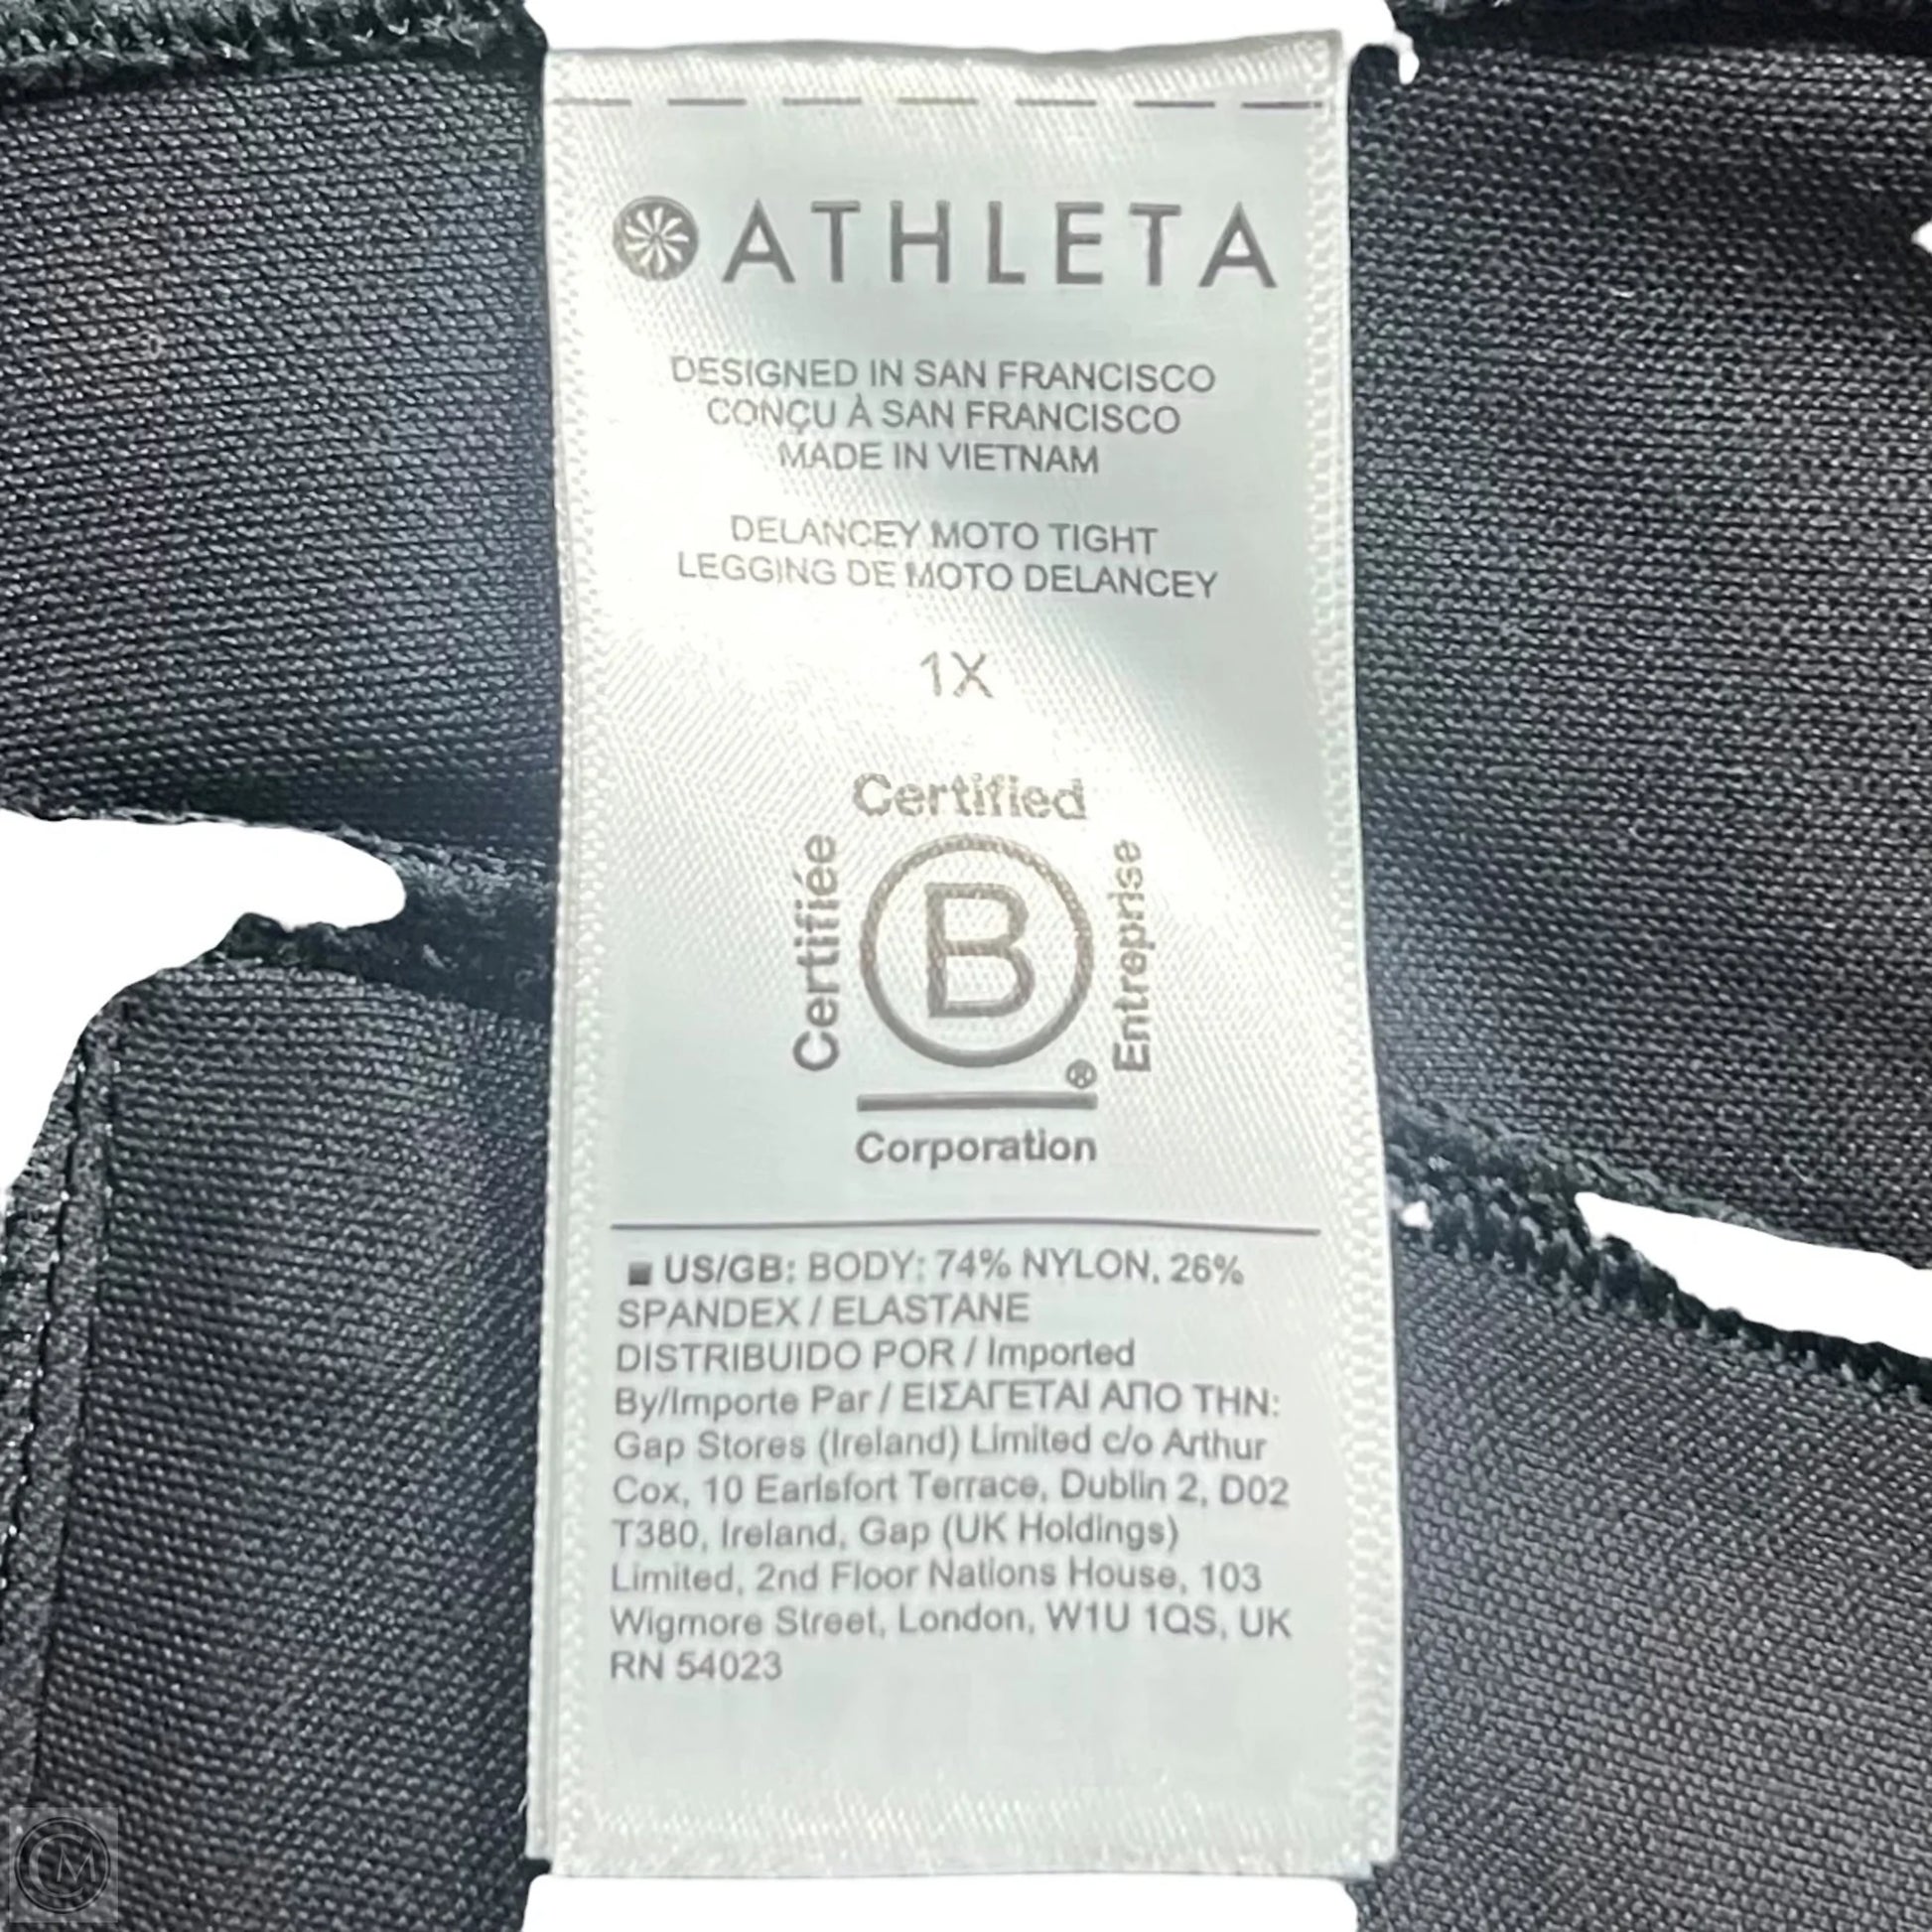 ATHLETA
DESIGNED IN SAN FRANCISCO
CONÇU À SAN FRANCISCO
MADE IN VIETNAM
DELANCEY MOTO TIGHT
LEGGING DE MOTO DELANCEY
1X
Certified
Certifiée
B
Entreprise
®
Corporation
■ US/GB: BODY: 74% NYLON, 26%
SPANDEX / ELASTANE
DISTRIBUIDO POR / Imported
By/Importe Par / ΕΙΣΑΓΕΤΑΙ ΑΠΟ ΤΗΝ:
Gap Stores (Ireland) Limited c/o Arthur
Cox, 10 Earlsfort Terrace, Dublin 2, D02
T380, Ireland, Gap (UK Holdings)
Limited, 2nd Floor Nations House, 103
Wigmore Street, London, W1U 1QS, UK
RN 54023
CM